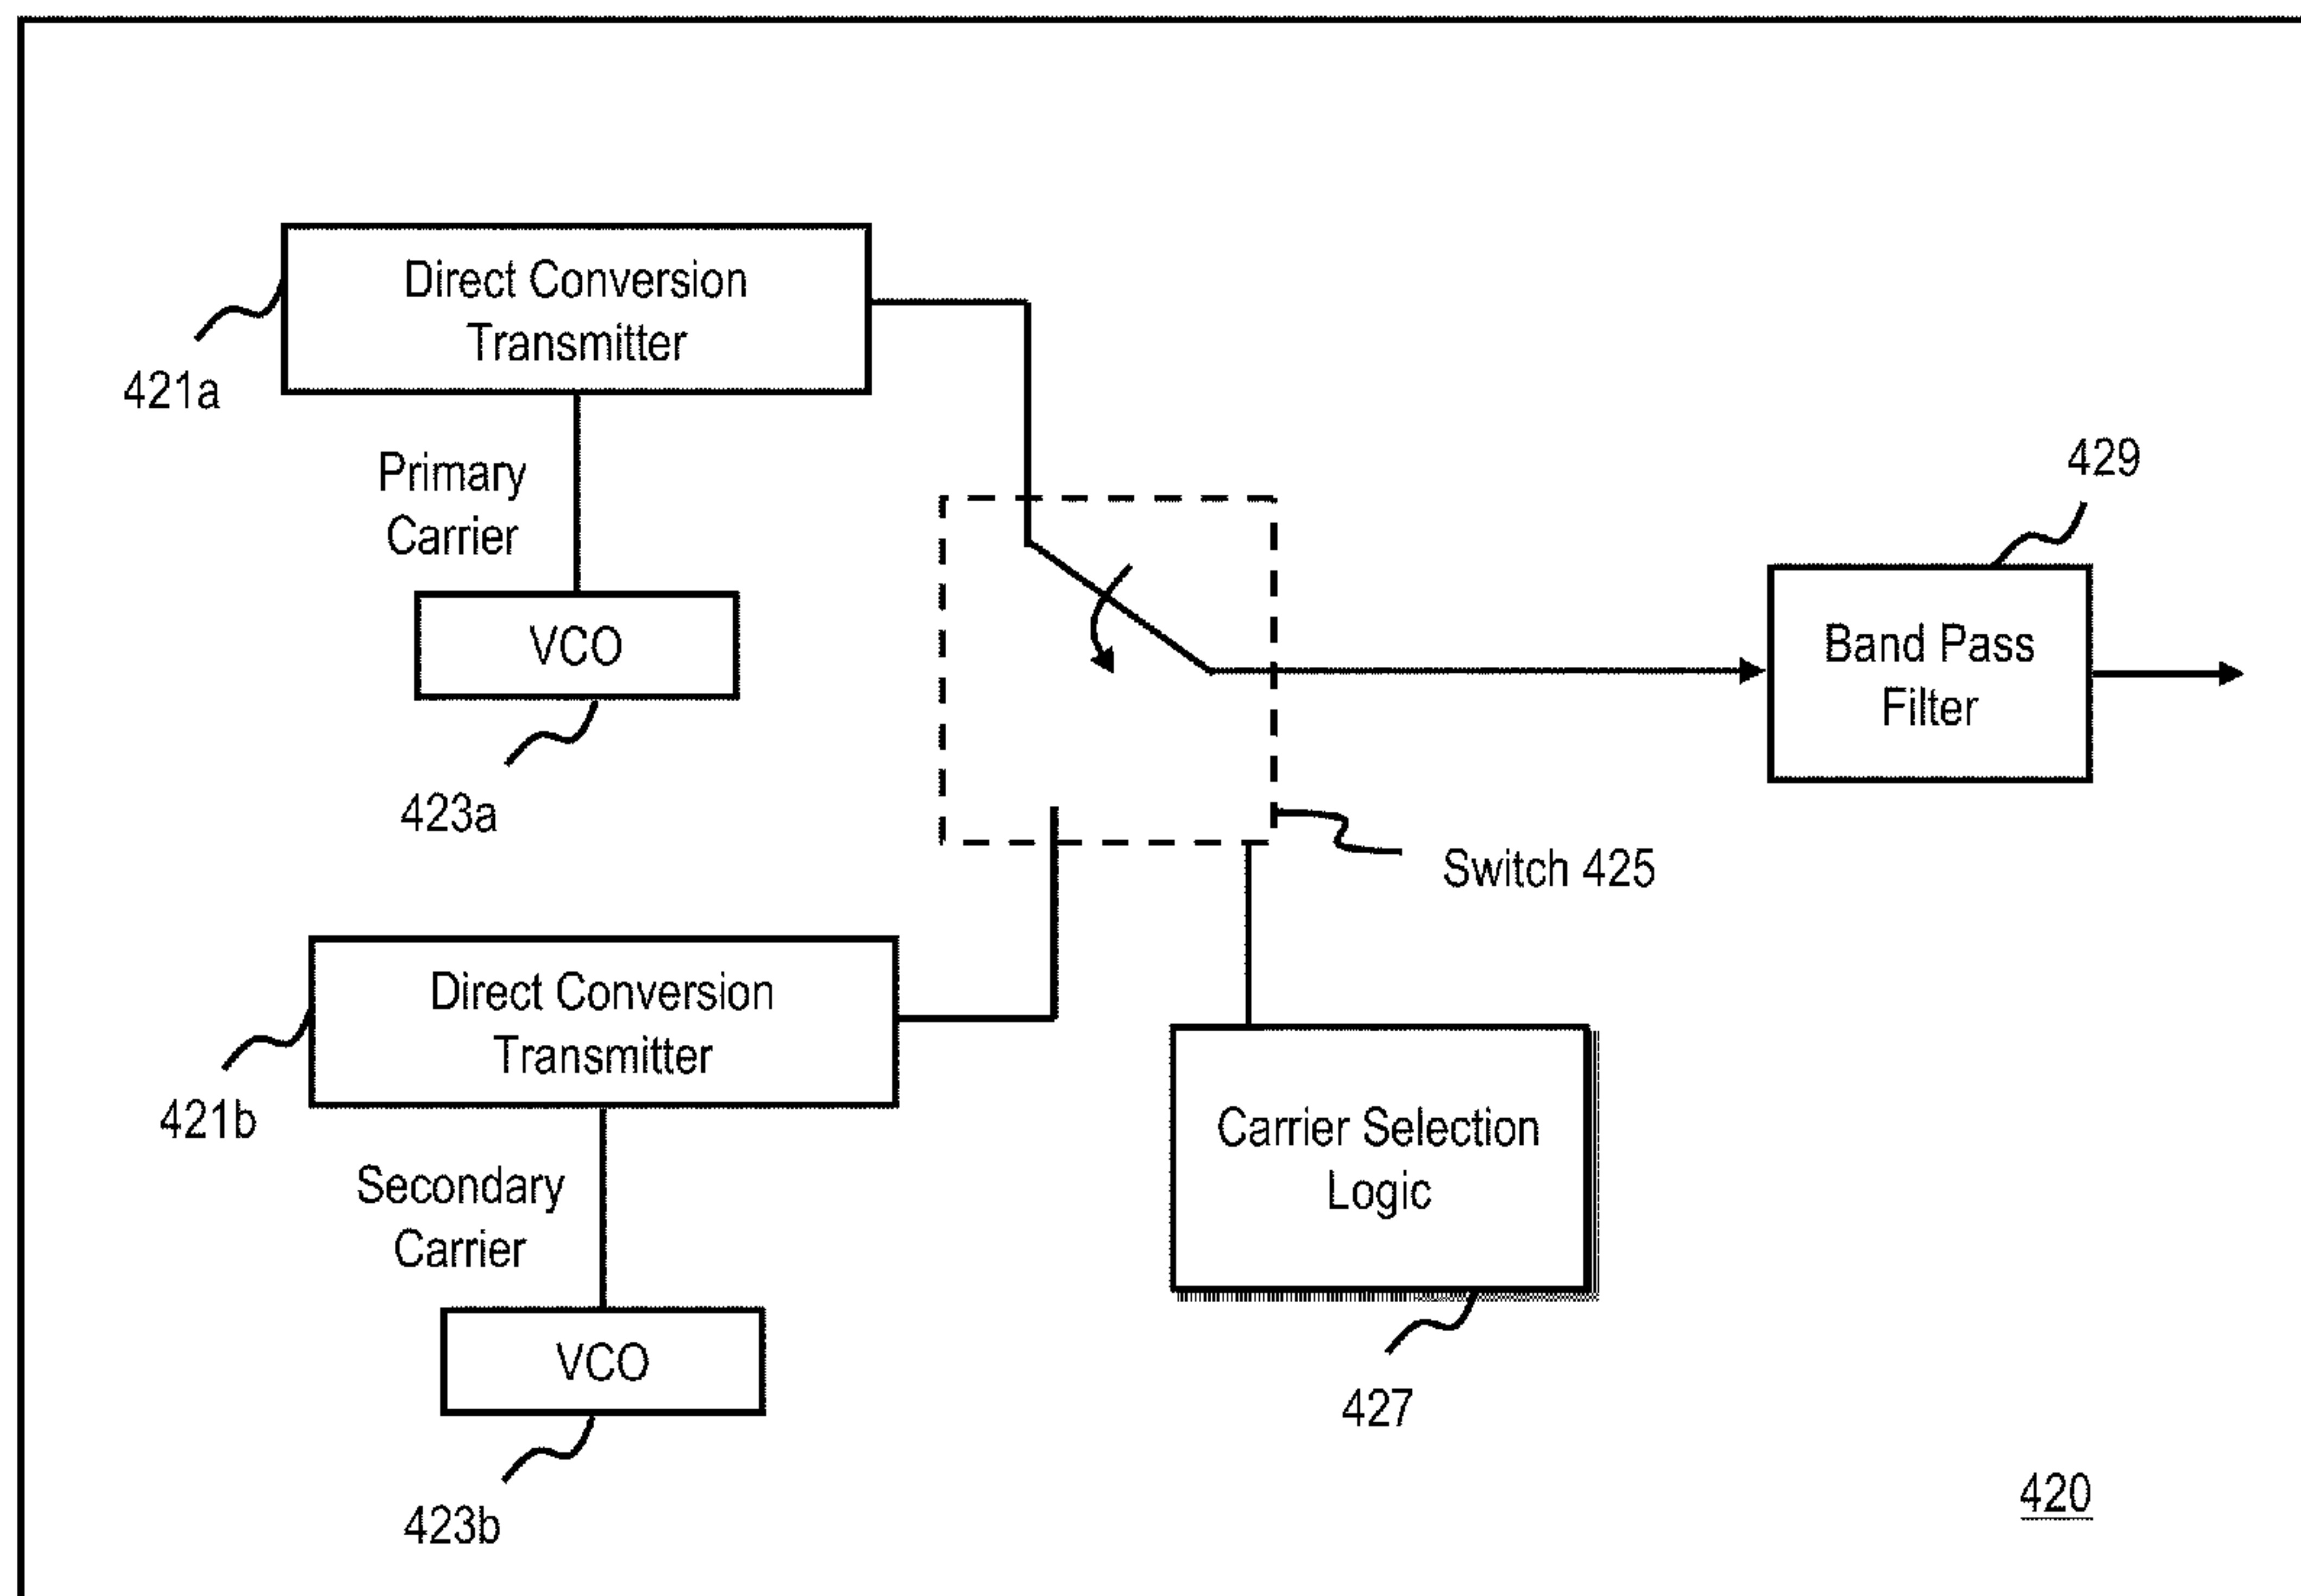 Direct Conversion
Transmitter
421a
Primary
Carrier
VCO
423a
429
Band Pass
Filter
Switch 425
Direct Conversion
Transmitter
421b
Secondary
Carrier
VCO
423b
Carrier Selection
Logic
427
420